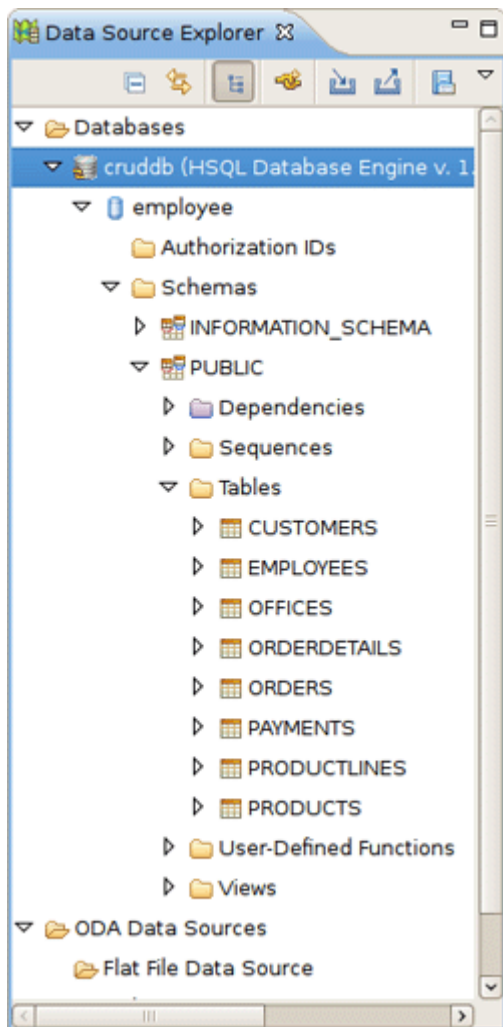 Data Source Explorer
Databases
cruddb (HSQL Database Engine v. 1.
employee
Authorization IDs
Schemas
INFORMATION_SCHEMA
PUBLIC
Dependencies
Sequences
Tables
CUSTOMERS
EMPLOYEES
OFFICES
ORDERDETAILS
ORDERS
PAYMENTS
PRODUCTLINES
PRODUCTS
User-Defined Functions
Views
ODA Data Sources
Flat File Data Source